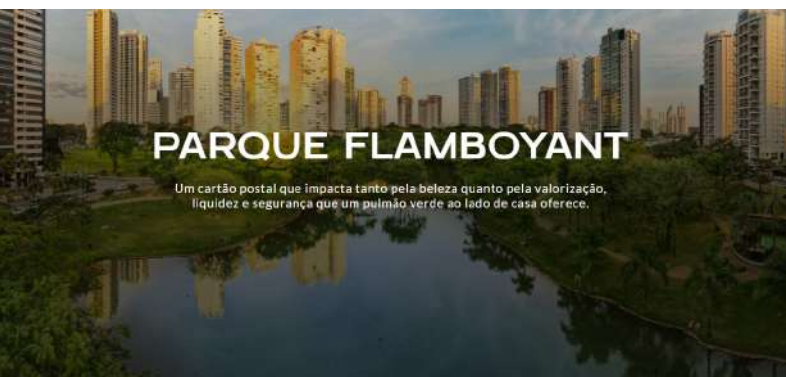 PARQUE FLAMBOYANT
Um cartão postal que impacta tanto pela beleza quanto pela valorização,
liquidez e segurança que um pulmão verde ao lado de casa oferece.